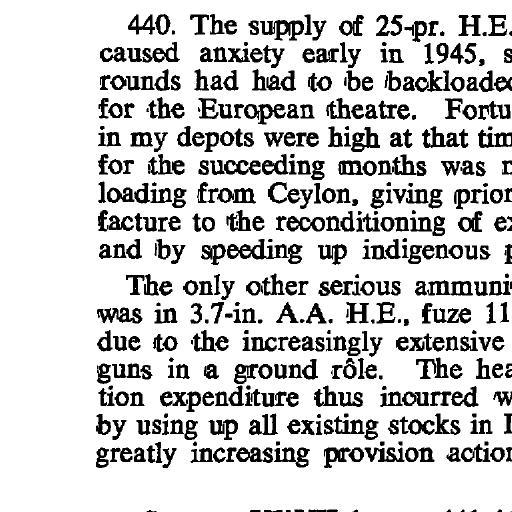 440. The supply of 25-pr. H.E.
caused anxiety early in 1945,
rounds had had to be backloaded
for the European theatre. Fortu
in my depots were high at that tim
for the succeeding months was
loading from Ceylon, giving prior
facture to the reconditioning of ex
and by speeding up indigenous
The only other serious ammuni
was in 3.7-in. A.A. H.E., fuze 11
due to the increasingly extensive
guns in a ground rôle. The hea
tion expenditure thus incurred w
by using up all existing stocks in I
greatly increasing provision action